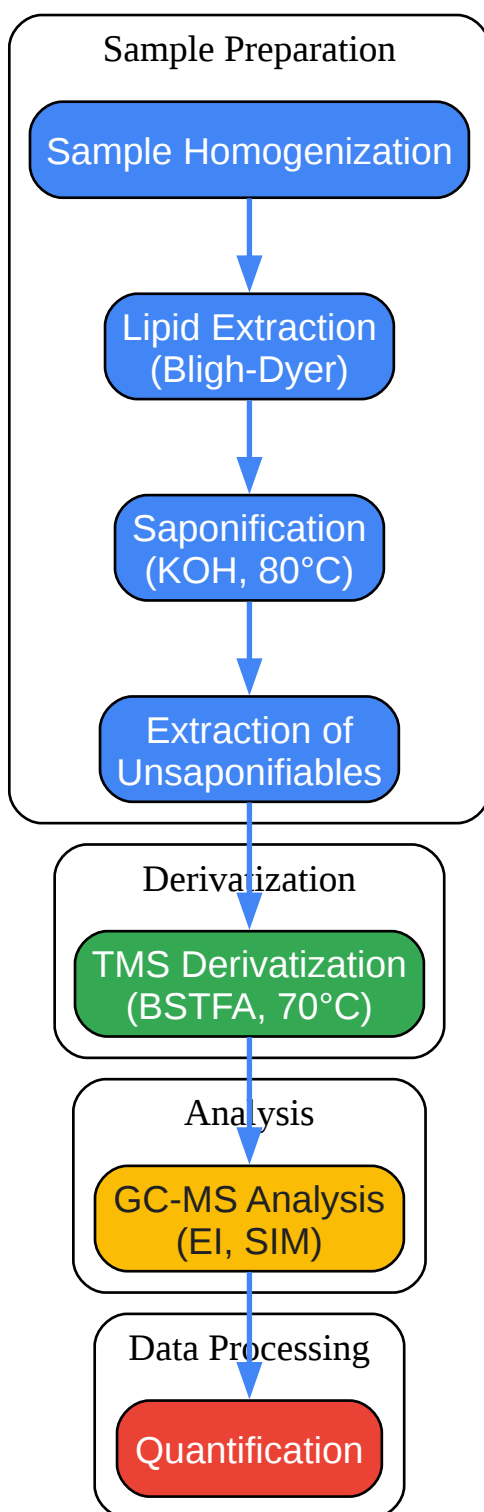 Sample Preparation
Sample Homogenization
Lipid Extraction
(Bligh-Dyer)
Saponification
(KOH, 80°C)
Extraction of
Unsaponifiables
Derivatization
TMS Derivatization
(BSTFA, 70°C)
Analysis
GC-MS Analysis
(EI, SIM)
Data Processing
Quantification